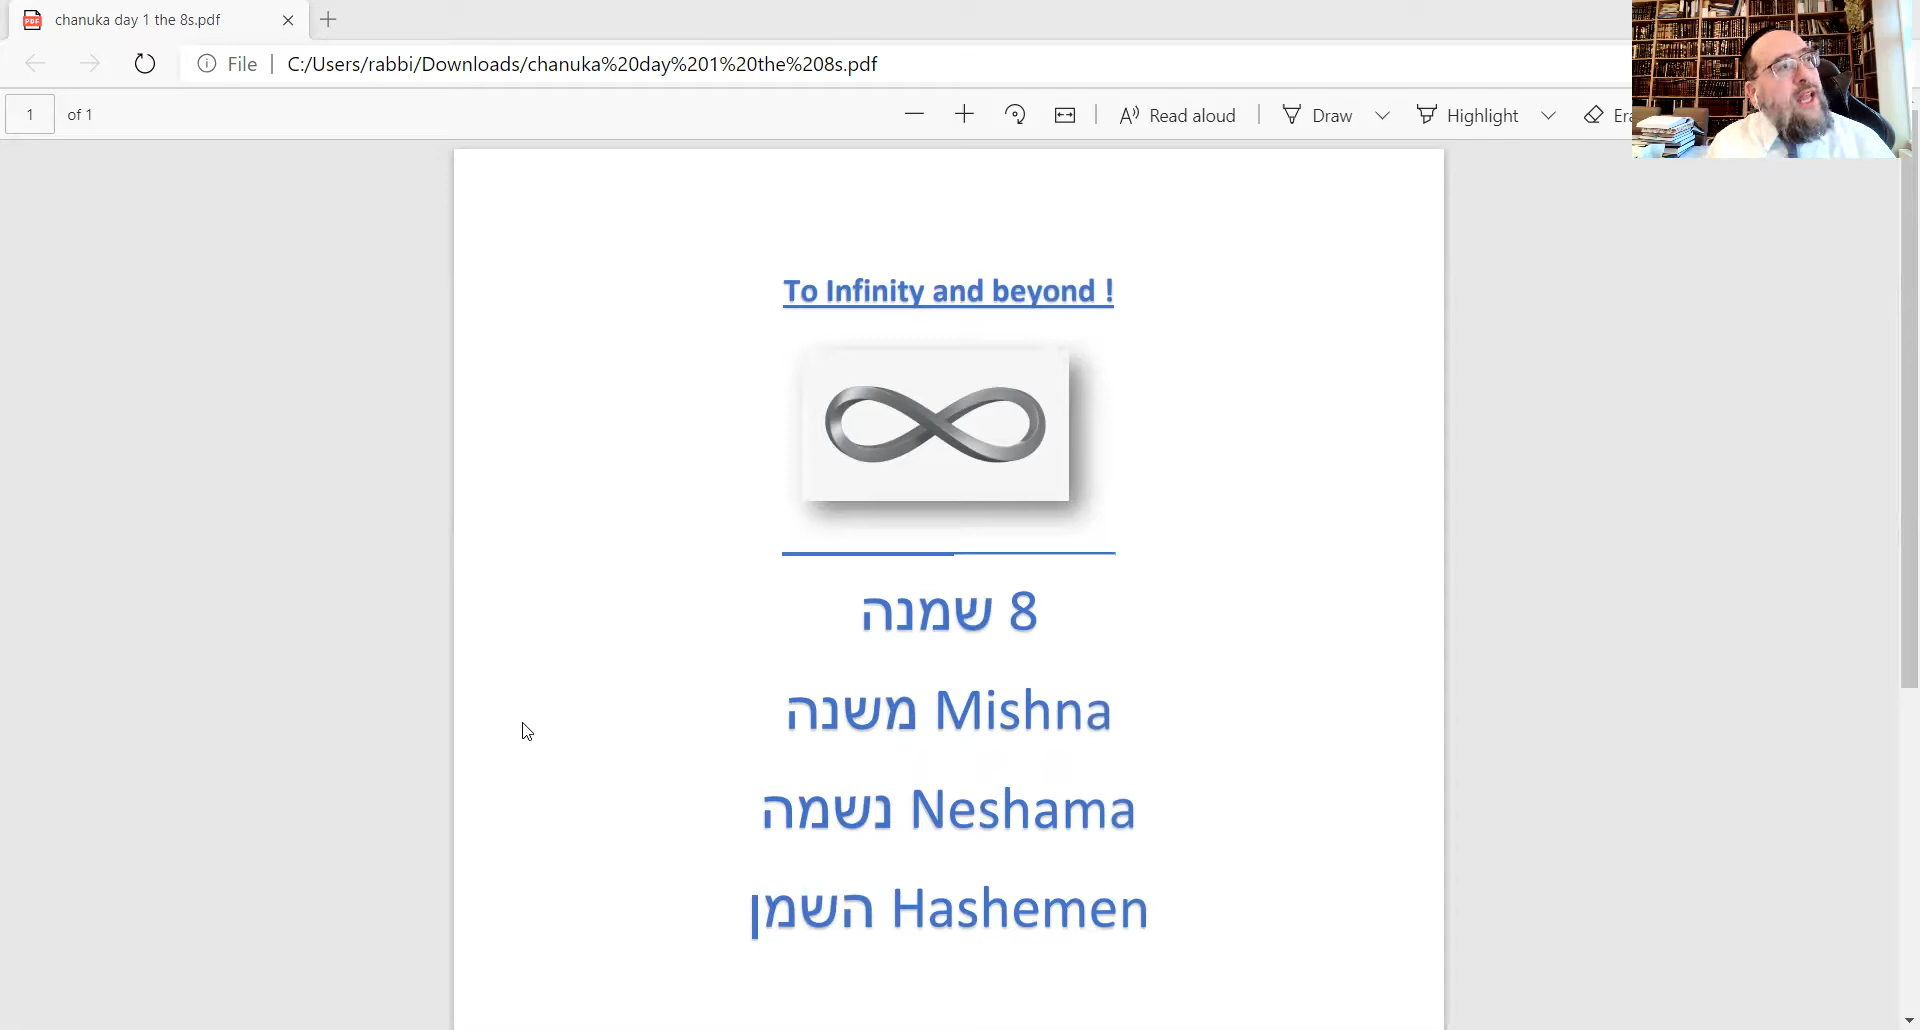 chanuka day 1 the 8s.pdf
File | C:/Users/rabbi/Downloads/chanuka%20day%201%20the%208s.pdf
1 of 1
Read aloud
Draw
Highlight
To Infinity and beyond !
8 שמנה
Mishna משנה
Neshama נשמה
Hashemen השמן